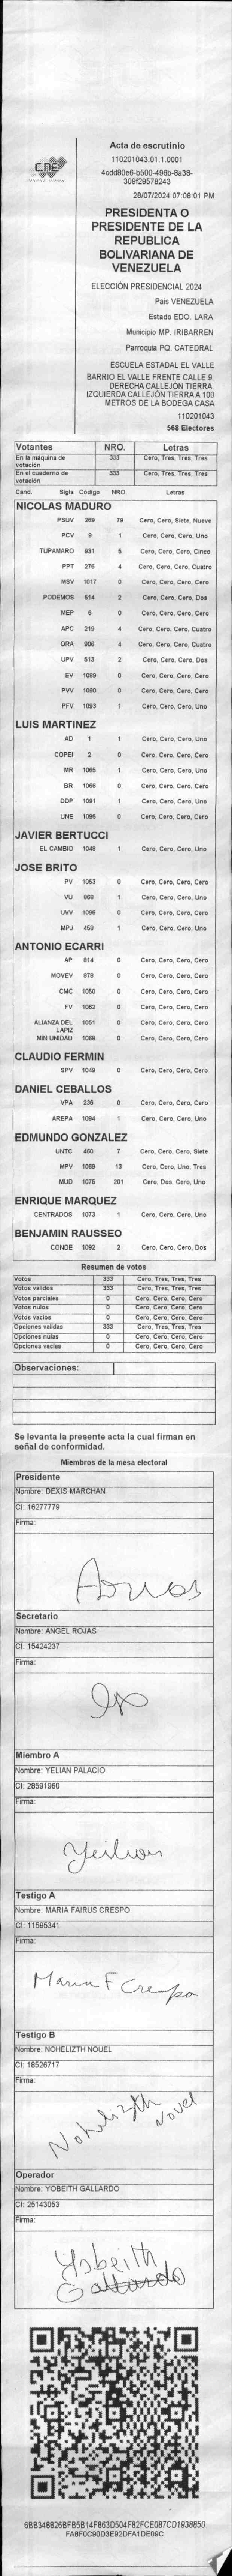 CNE
Acta de escrutinio
110201043.01.1.0001
4cdd80e6-b500-496b-8a38-
309f29578243
28/07/2024 07:08:01 PM
PRESIDENTA O
PRESIDENTE DE LA
REPUBLICA
BOLIVARIANA DE
VENEZUELA
ELECCIÓN PRESIDENCIAL 2024
Pais VENEZUELA
Estado EDO. LARA
Municipio MP. IRIBARREN
Parroquia PQ. CATEDRAL
ESCUELA ESTADAL EL VALLE
BARRIO EL VALLE FRENTE CALLE 9.
DERECHA CALLEJÓN TIERRA.
IZQUIERDA CALLEJÓN TIERRA A 100
METROS DE LA BODEGA CASA
110201043
568 Electores
Votantes NRO. Letras
En la máquina de votación 333 Cero, Tres, Tres, Tres
En el cuaderno de votación 333 Cero, Tres, Tres, Tres
Cand. Sigla Código NRO. Letras
NICOLAS MADURO
PSUV 269 79 Cero, Cero, Siete, Nueve
PCV 9 1 Cero, Cero, Cero, Uno
TUPAMARO 931 5 Cero, Cero, Cero, Cinco
PPT 276 4 Cero, Cero, Cero, Cuatro
MSV 1017 0 Cero, Cero, Cero, Cero
PODEMOS 514 2 Cero, Cero, Cero, Dos
MEP 6 0 Cero, Cero, Cero, Cero
APC 219 4 Cero, Cero, Cero, Cuatro
ORA 906 4 Cero, Cero, Cero, Cuatro
UPV 513 2 Cero, Cero, Cero, Dos
EV 1089 0 Cero, Cero, Cero, Cero
PVV 1080 0 Cero, Cero, Cero, Cero
PFV 1093 1 Cero, Cero, Cero, Uno
LUIS MARTINEZ
AD 1 1 Cero, Cero, Cero, Uno
COPEI 2 0 Cero, Cero, Cero, Cero
MR 1065 1 Cero, Cero, Cero, Uno
BR 1066 0 Cero, Cero, Cero, Cero
DDP 1091 1 Cero, Cero, Cero, Uno
UNE 1095 0 Cero, Cero, Cero, Cero
JAVIER BERTUCCI
EL CAMBIO 1048 1 Cero, Cero, Cero, Uno
JOSE BRITO
PV 1053 0 Cero, Cero, Cero, Cero
VU 868 1 Cero, Cero, Cero, Uno
UVV 1096 0 Cero, Cero, Cero, Cero
MPJ 450 1 Cero, Cero, Cero, Uno
ANTONIO ECARRI
AP 814 0 Cero, Cero, Cero, Cero
MOVEV 878 0 Cero, Cero, Cero, Cero
CMC 1050 0 Cero, Cero, Cero, Cero
FV 1062 0 Cero, Cero, Cero, Cero
ALIANZA DEL LAPIZ 1051 0 Cero, Cero, Cero, Cero
MIN UNIDAD 1068 0 Cero, Cero, Cero, Cero
CLAUDIO FERMIN
SPV 1049 0 Cero, Cero, Cero, Cero
DANIEL CEBALLOS
VPA 236 0 Cero, Cero, Cero, Cero
AREPA 1094 1 Cero, Cero, Cero, Uno
EDMUNDO GONZALEZ
UNTC 460 7 Cero, Cero, Cero, Siete
MPV 1069 13 Cero, Cero, Uno, Tres
MUD 1076 201 Cero, Dos, Cero, Uno
ENRIQUE MARQUEZ
CENTRADOS 1073 1 Cero, Cero, Cero, Uno
BENJAMIN RAUSSEO
CONDE 1092 2 Cero, Cero, Cero, Dos
Resumen de votos
Votos 333 Cero, Tres, Tres, Tres
Votos validos 333 Cero, Tres, Tres, Tres
Votos parciales 0 Cero, Cero, Cero, Cero
Votos nulos 0 Cero, Cero, Cero, Cero
Votos vacíos 0 Cero, Cero, Cero, Cero
Opciones validas 333 Cero, Tres, Tres, Tres
Opciones nulas 0 Cero, Cero, Cero, Cero
Opciones vacías 0 Cero, Cero, Cero, Cero
Observaciones:
Se levanta la presente acta la cual firman en
señal de conformidad.
Miembros de la mesa electoral
Presidente
Nombre: DEXIS MARCHAN
CI: 16277779
Firma:
Secretario
Nombre: ANGEL ROJAS
CI: 15424237
Firma:
Miembro A
Nombre: YELIAN PALACIO
CI: 28591960
Firma:
Testigo A
Nombre: MARIA FAIRUS CRESPO
CI: 11595341
Firma:
Maria F Crespo
Testigo B
Nombre: NOHELIZTH NOUEL
CI: 18526717
Firma:
Nohelizth
Novel
Operador
Nombre: YOBEITH GALLARDO
CI: 25143053
Firma:
Yobeith
Gallardo
6BB348826BFB5B14FB63D504F82FCE087CD1938850
FA8F0C90D3E92DFA1DE09C